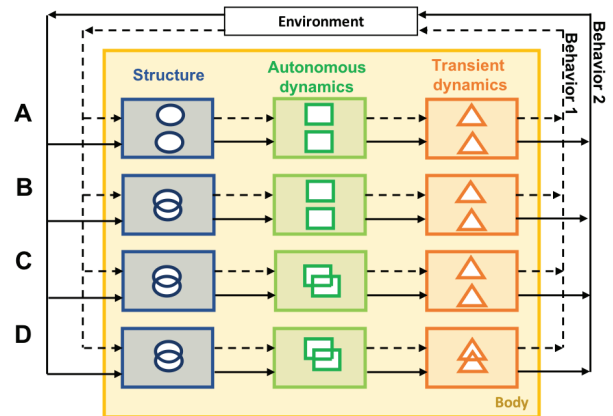 Environment
Structure
Autonomous
dynamics
Transient
dynamics
Behavior 1
Behavior 2
A
B
C
D
Body